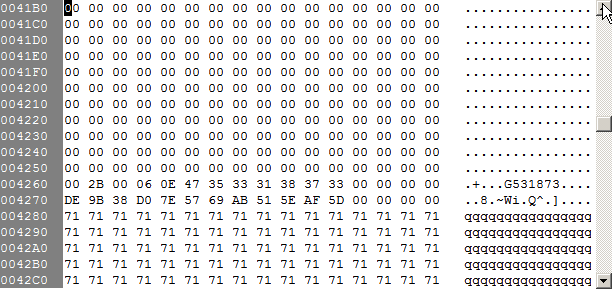 0041B0 00 00 00 00 00 00 00 00 00 00 00 00 00 00 00 00 ................
0041C0 00 00 00 00 00 00 00 00 00 00 00 00 00 00 00 00 ................
0041D0 00 00 00 00 00 00 00 00 00 00 00 00 00 00 00 00 ................
0041E0 00 00 00 00 00 00 00 00 00 00 00 00 00 00 00 00 ................
0041F0 00 00 00 00 00 00 00 00 00 00 00 00 00 00 00 00 ................
004200 00 00 00 00 00 00 00 00 00 00 00 00 00 00 00 00 ................
004210 00 00 00 00 00 00 00 00 00 00 00 00 00 00 00 00 ................
004220 00 00 00 00 00 00 00 00 00 00 00 00 00 00 00 00 ................
004230 00 00 00 00 00 00 00 00 00 00 00 00 00 00 00 00 ................
004240 00 00 00 00 00 00 00 00 00 00 00 00 00 00 00 00 ................
004250 00 00 00 00 00 00 00 00 00 00 00 00 00 00 00 00 ................
004260 00 2B 00 06 0E 47 35 33 31 38 37 33 00 00 00 00 .+...G531873....
004270 DE 9B 38 D0 7E 57 69 AB 51 5E AF 5D 00 00 00 00 ..8.~Wi.Q^.]....
004280 71 71 71 71 71 71 71 71 71 71 71 71 71 71 71 71 qqqqqqqqqqqqqqqq
004290 71 71 71 71 71 71 71 71 71 71 71 71 71 71 71 71 qqqqqqqqqqqqqqqq
0042A0 71 71 71 71 71 71 71 71 71 71 71 71 71 71 71 71 qqqqqqqqqqqqqqqq
0042B0 71 71 71 71 71 71 71 71 71 71 71 71 71 71 71 71 qqqqqqqqqqqqqqqq
0042C0 71 71 71 71 71 71 71 71 71 71 71 71 71 71 71 71 qqqqqqqqqqqqqqqq